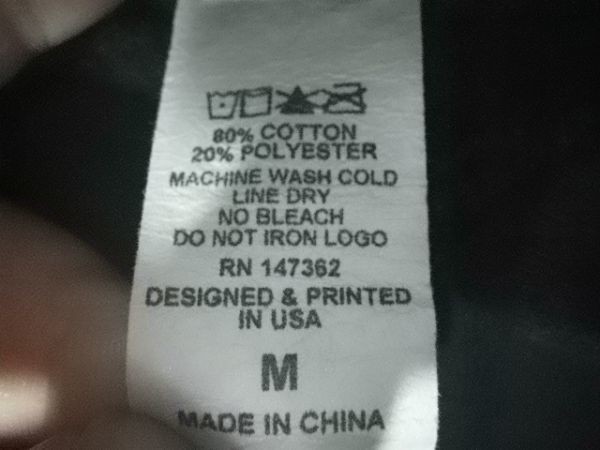 80% COTTON
20% POLYESTER
MACHINE WASH COLD
LINE DRY
NO BLEACH
DO NOT IRON LOGO
RN 147362
DESIGNED & PRINTED
IN USA
M
MADE IN CHINA